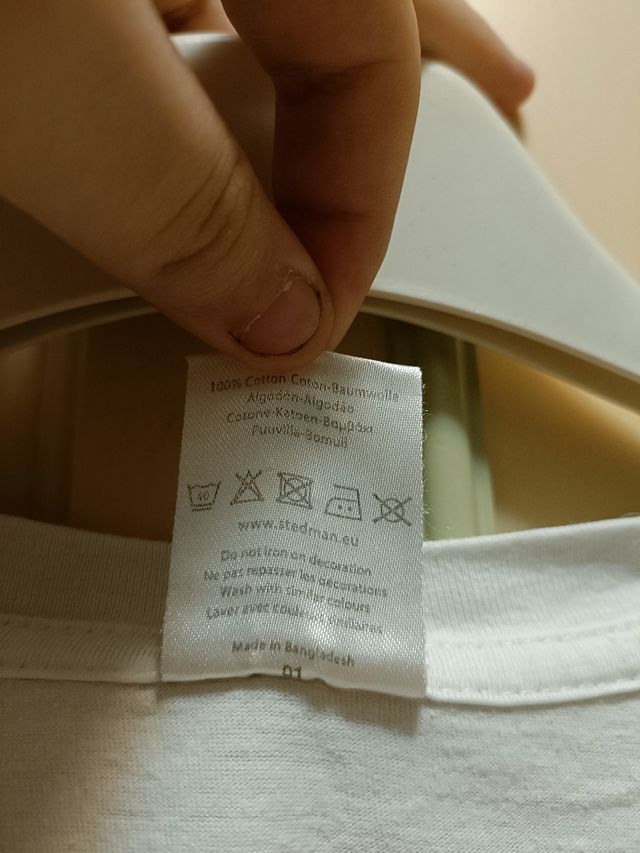 100% Cotton-Coton-Baumwolle
Algodón-Algodão
Cotone-Katoen-Βαμβάκι
Puuvilla-Bomull
40
www.stedman.eu
Do not iron on decoration
Ne pas repasser les décorations
Wash with similar colours
Laver avec couleurs similaires
Made in Bangladesh
01